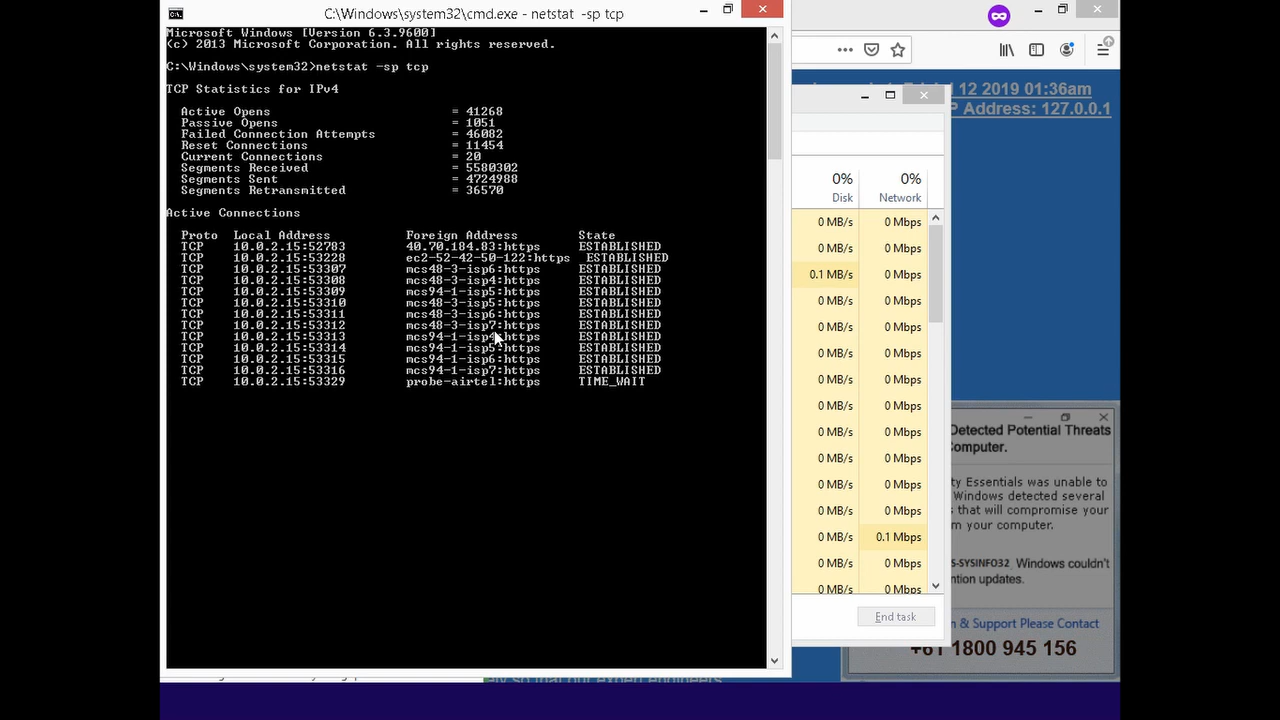 C:\Windows\system32\cmd.exe - netstat -sp tcp
Microsoft Windows [Version 6.3.9600]
(c) 2013 Microsoft Corporation. All rights reserved.
C:\Windows\system32>netstat -sp tcp
TCP Statistics for IPv4
Active Opens = 41268
Passive Opens = 1051
Failed Connection Attempts = 46082
Reset Connections = 11454
Current Connections = 20
Segments Received = 5580302
Segments Sent = 4724988
Segments Retransmitted = 36570
Active Connections
Proto Local Address Foreign Address State
TCP 10.0.2.15:52783 40.70.184.83:https ESTABLISHED
TCP 10.0.2.15:53228 ec2-52-42-50-122:https ESTABLISHED
TCP 10.0.2.15:53307 mcs48-3-isp6:https ESTABLISHED
TCP 10.0.2.15:53308 mcs94-1-isp4:https ESTABLISHED
TCP 10.0.2.15:53309 mcs94-1-isp5:https ESTABLISHED
TCP 10.0.2.15:53310 mcs48-3-isp5:https ESTABLISHED
TCP 10.0.2.15:53311 mcs48-3-isp6:https ESTABLISHED
TCP 10.0.2.15:53312 mcs48-3-isp7:https ESTABLISHED
TCP 10.0.2.15:53313 mcs94-1-isp4:https ESTABLISHED
TCP 10.0.2.15:53314 mcs94-1-isp5:https ESTABLISHED
TCP 10.0.2.15:53315 mcs94-1-isp6:https ESTABLISHED
TCP 10.0.2.15:53316 mcs94-1-isp7:https ESTABLISHED
TCP 10.0.2.15:53329 probe-airtel:https TIME_WAIT
0% 0%
Disk Network
0 MB/s 0 Mbps
0 MB/s 0 Mbps
0.1 MB/s 0 Mbps
0 MB/s 0 Mbps
0 MB/s 0 Mbps
0 MB/s 0 Mbps
0 MB/s 0 Mbps
0 MB/s 0 Mbps
0 MB/s 0 Mbps
0 MB/s 0 Mbps
0 MB/s 0 Mbps
0 MB/s 0 Mbps
0 MB/s 0.1 Mbps
0 MB/s 0 Mbps
0 MB/s 0 Mbps
End task
12 2019 01:36am
P Address: 127.0.0.1
Detected Potential Threats
Computer.
ty Essentials was unable to
Windows detected several
s that will compromise your
m your computer.
S-SYSINFO32 Windows couldn't
ntion updates.
n & Support Please Contact
+61 1800 945 156